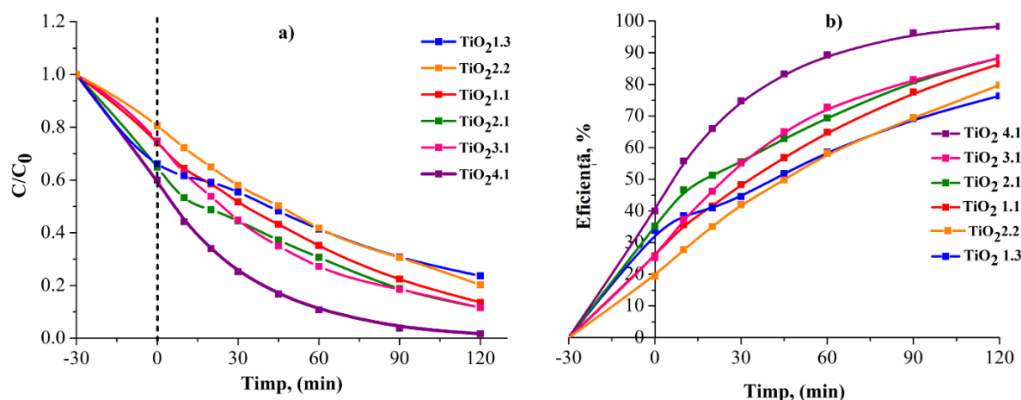 a)
C/C₀
1.2
1.0
0.8
0.6
0.4
0.2
0.0
-30
0
30
60
90
120
Timp, (min)
TiO₂1.3
TiO₂2.2
TiO₂1.1
TiO₂2.1
TiO₂3.1
TiO₂4.1
b)
Eficientă, %
100
90
80
70
60
50
40
30
20
10
0
-30
0
30
60
90
120
Timp, (min)
TiO₂ 4.1
TiO₂ 3.1
TiO₂ 2.1
TiO₂ 1.1
TiO₂2.2
TiO₂ 1.3